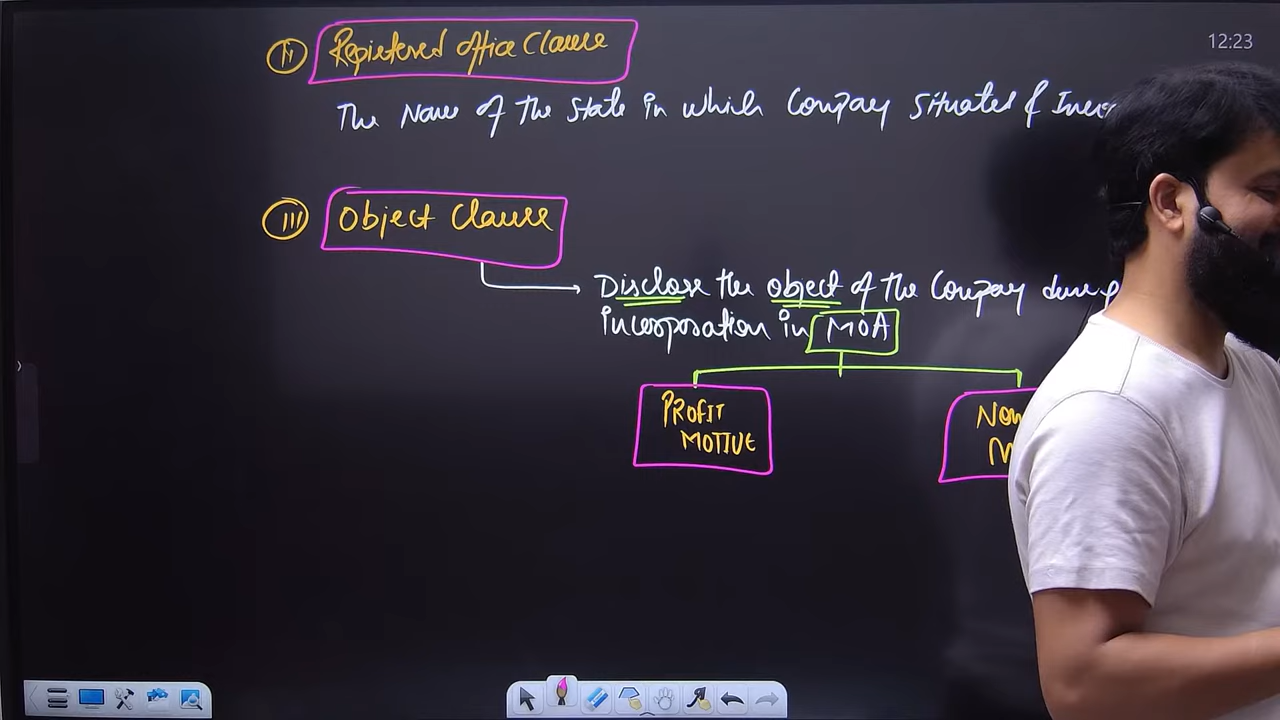 12:23
(ii) Registered office Clause
The Name of the State in which Company Situated &
(iii) Object Clause
Disclose the object of the Company
incorporation in MOA
PROFIT
MOTIVE